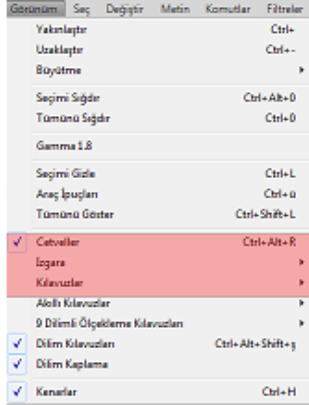 Görünüm Seç Değiştir Metin Komutlar Filtreler
Yakınlaştır Ctrl+
Uzaklaştır Ctrl+-
Büyütme
Seçimi Sığdır Ctrl+Alt+0
Tümünü Sığdır Ctrl+0
Gamma 1.8
Seçimi Gizle Ctrl+L
Araç İpuçları Ctrl+ü
Tümünü Göster Ctrl+Shift+L
Cetveller Ctrl+Alt+R
Izgara
Kılavuzlar
Akıllı Kılavuzlar
9 Dilimli Ölçekleme Kılavuzları
Dilim Kılavuzları Ctrl+Alt+Shift+ş
Dilim Kaplama
Kenarlar Ctrl+H